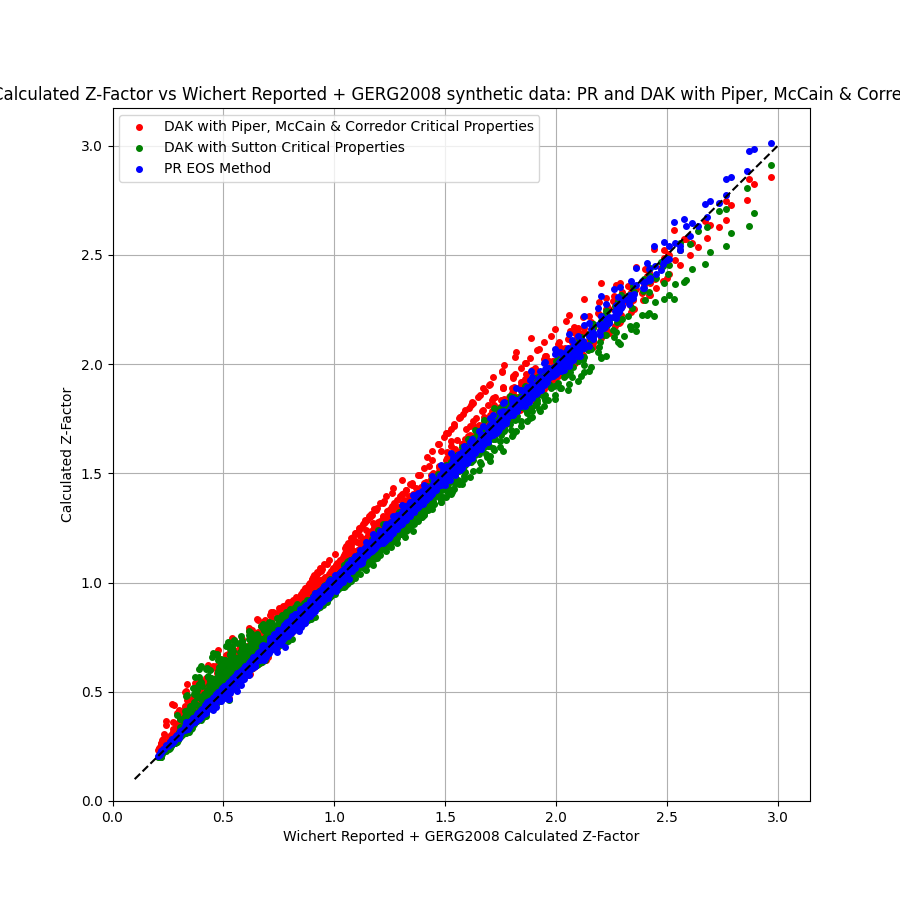 Calculated Z-Factor vs Wichert Reported + GERG2008 synthetic data: PR and DAK with Piper, McCain & Corre
DAK with Piper, McCain & Corredor Critical Properties
DAK with Sutton Critical Properties
PR EOS Method
3.0
2.5
2.0
1.5
1.0
0.5
0.0
Calculated Z-Factor
0.0 0.5 1.0 1.5 2.0 2.5 3.0
Wichert Reported + GERG2008 Calculated Z-Factor